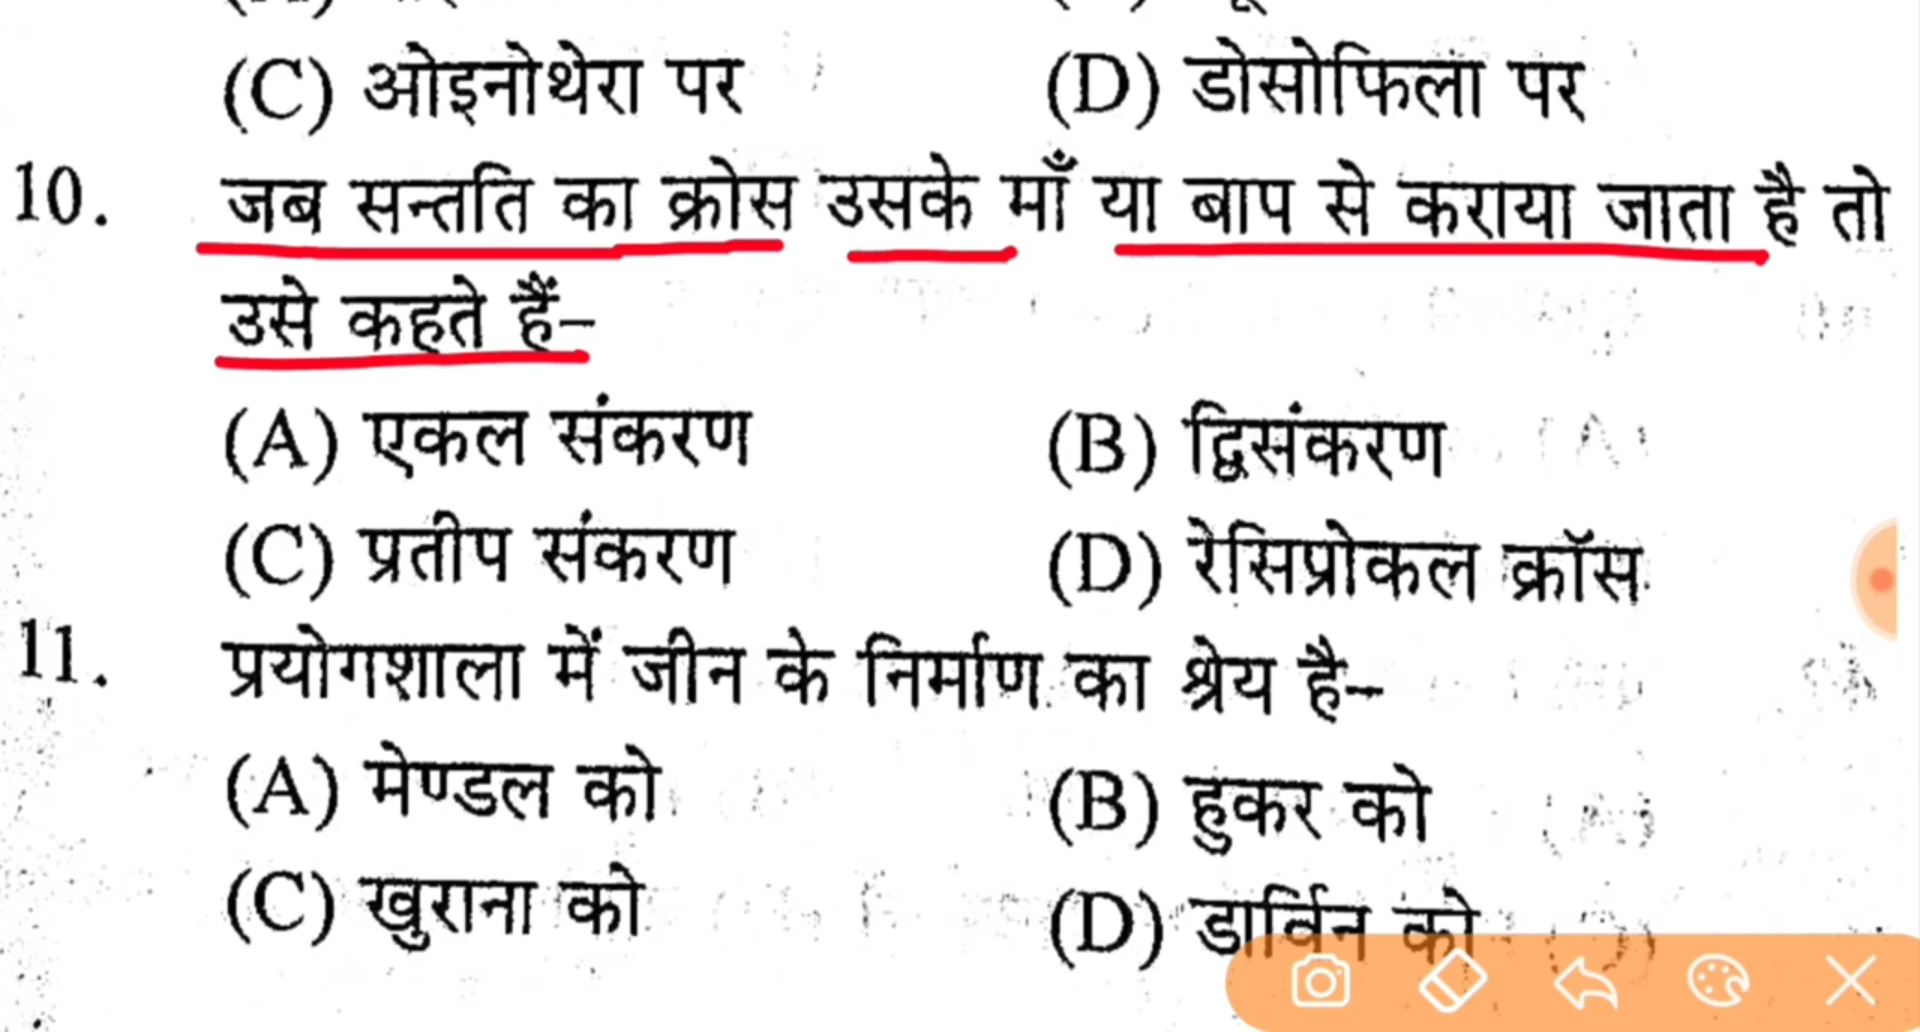 (C) ओइनोथेरा पर (D) डोसोफिला पर
10. जब सन्तति का क्रोस उसके माँ या बाप से कराया जाता है तो
उसे कहते हैं–
(A) एकल संकरण (B) द्विसंकरण
(C) प्रतीप संकरण (D) रेसिप्रोकल क्रॉस
11. प्रयोगशाला में जीन के निर्माण का श्रेय है–
(A) मेण्डल को (B) हुकर को
(C) खुराना को (D) डार्विन को